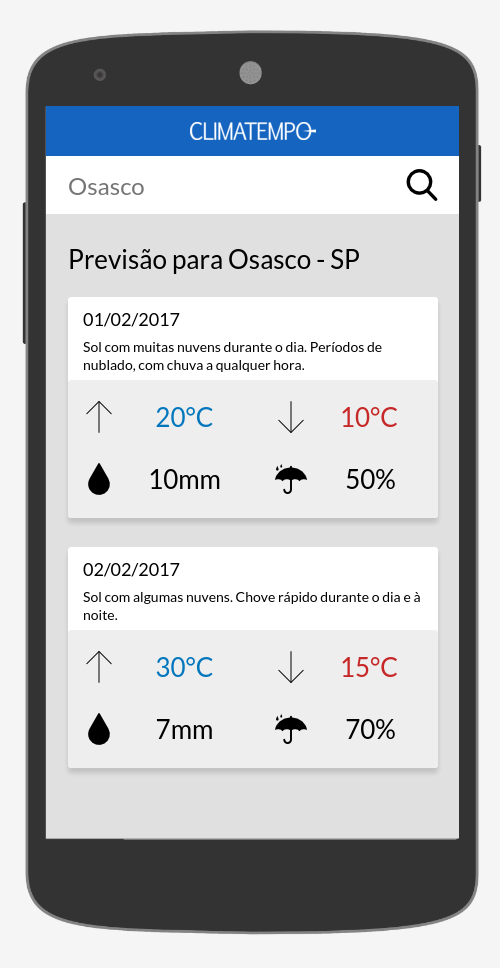 CLIMATEMPO
Osasco
Previsão para Osasco - SP
01/02/2017
Sol com muitas nuvens durante o dia. Períodos de
nublado, com chuva a qualquer hora.
20°C 10°C
10mm 50%
02/02/2017
Sol com algumas nuvens. Chove rápido durante o dia e à
noite.
30°C 15°C
7mm 70%